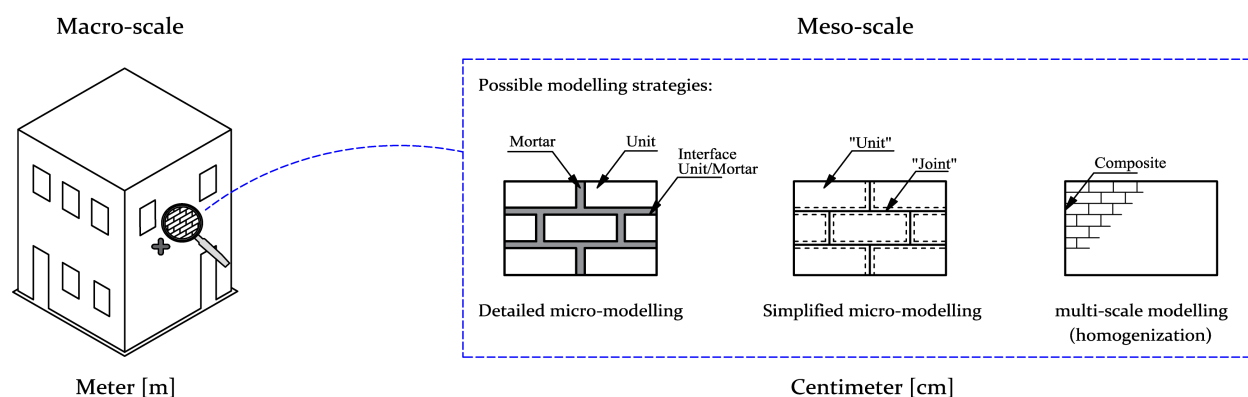 Macro-scale
Meso-scale
Possible modelling strategies:
Mortar
Unit
Interface
Unit/Mortar
"Unit"
"Joint"
Composite
Detailed micro-modelling
Simplified micro-modelling
multi-scale modelling
(homogenization)
Meter [m]
Centimeter [cm]